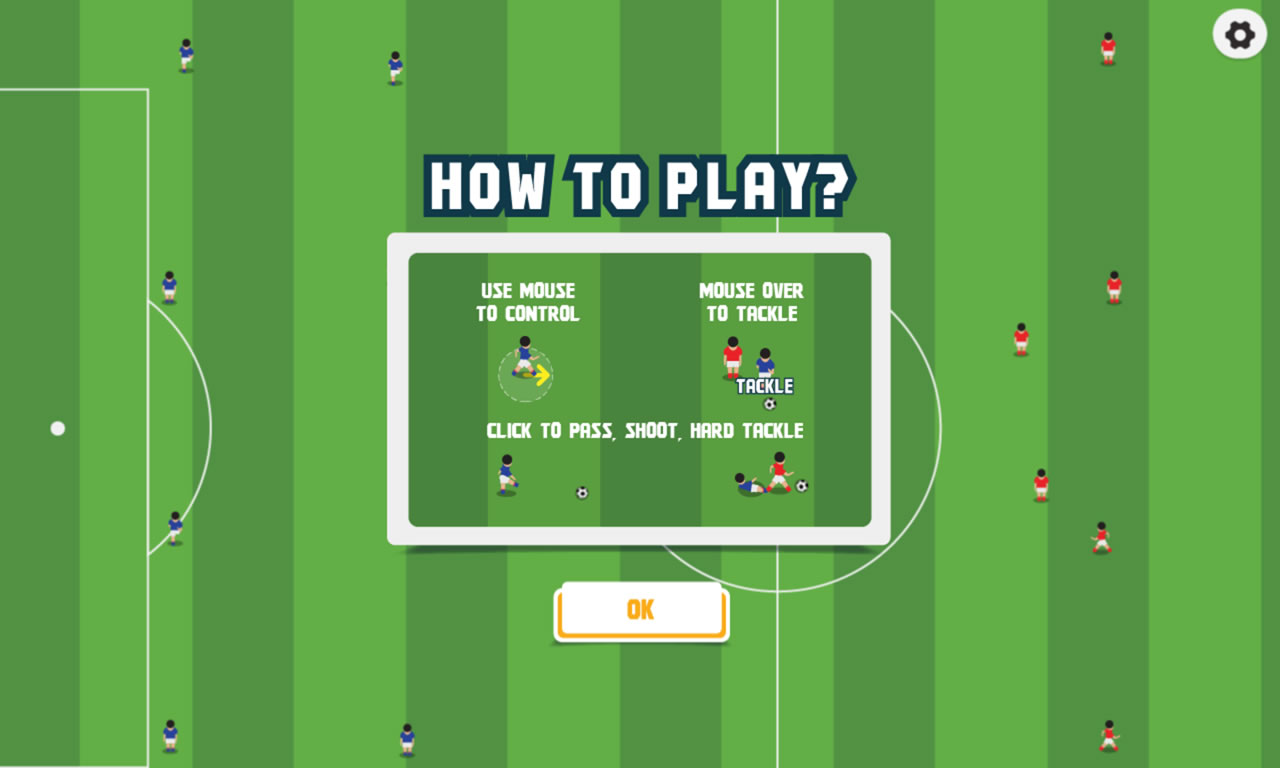 HOW TO PLAY?
USE MOUSE
TO CONTROL
MOUSE OVER
TO TACKLE
TACKLE
CLICK TO PASS, SHOOT, HARD TACKLE
OK